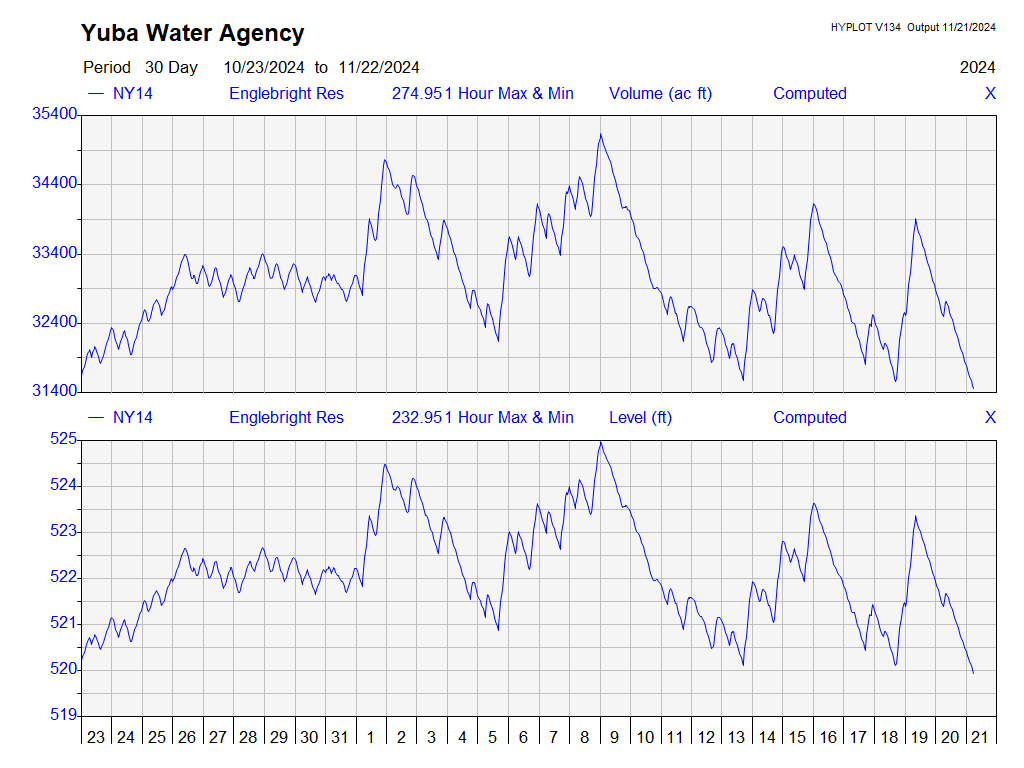 Yuba Water Agency
HYPLOT V134 Output 11/21/2024
Period 30 Day 10/23/2024 to 11/22/2024 2024
NY14 Englebright Res 274.951 Hour Max & Min Volume (ac ft) Computed X
35400
34400
33400
32400
31400
NY14 Englebright Res 232.951 Hour Max & Min Level (ft) Computed X
525
524
523
522
521
520
519
23 24 25 26 27 28 29 30 31 1 2 3 4 5 6 7 8 9 10 11 12 13 14 15 16 17 18 19 20 21